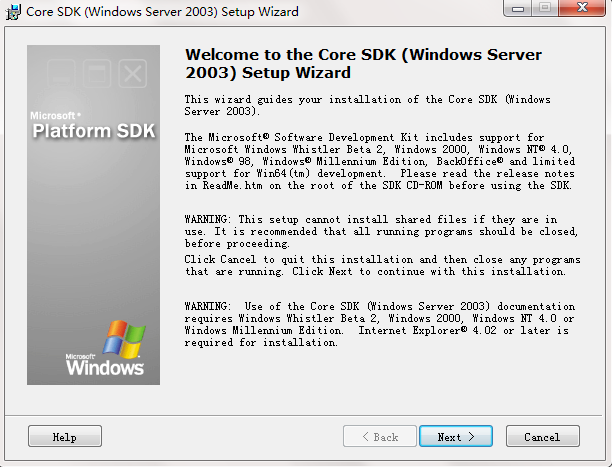 Core SDK (Windows Server 2003) Setup Wizard
Microsoft®
Platform SDK
Microsoft®
Windows
Welcome to the Core SDK (Windows Server
2003) Setup Wizard
This wizard guides your installation of the Core SDK (Windows
Server 2003).
The Microsoft® Software Development Kit includes support for
Microsoft Windows Whistler Beta 2, Windows 2000, Windows NT® 4.0,
Windows® 98, Windows® Millennium Edition, BackOffice® and limited
support for Win64(tm) development.  Please read the release notes
in ReadMe.htm on the root of the SDK CD-ROM before using the SDK.
WARNING: This setup cannot install shared files if they are in
use. It is recommended that all running programs should be closed,
before proceeding.
Click Cancel to quit this installation and then close any programs
that are running. Click Next to continue with this installation.
WARNING:  Use of the Core SDK (Windows Server 2003) documentation
requires Windows Whistler Beta 2, Windows 2000, Windows NT 4.0 or
Windows Millennium Edition.  Internet Explorer® 4.02 or later is
required for installation.
Help
< Back
Next >
Cancel